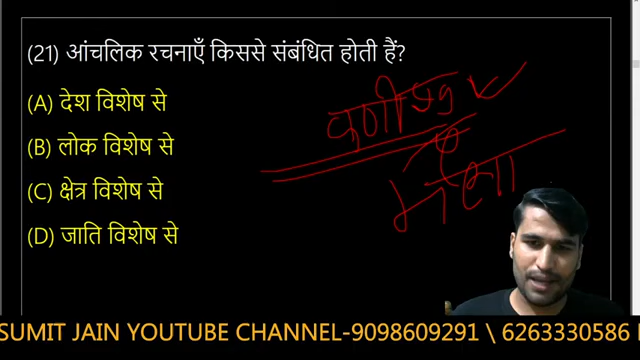 (21) आंचलिक रचनाएँ किससे संबंधित होती हैं?
(A) देश विशेष से
(B) लोक विशेष से
(C) क्षेत्र विशेष से
(D) जाति विशेष से
SUMIT JAIN YOUTUBE CHANNEL-9098609291 \ 6263330586